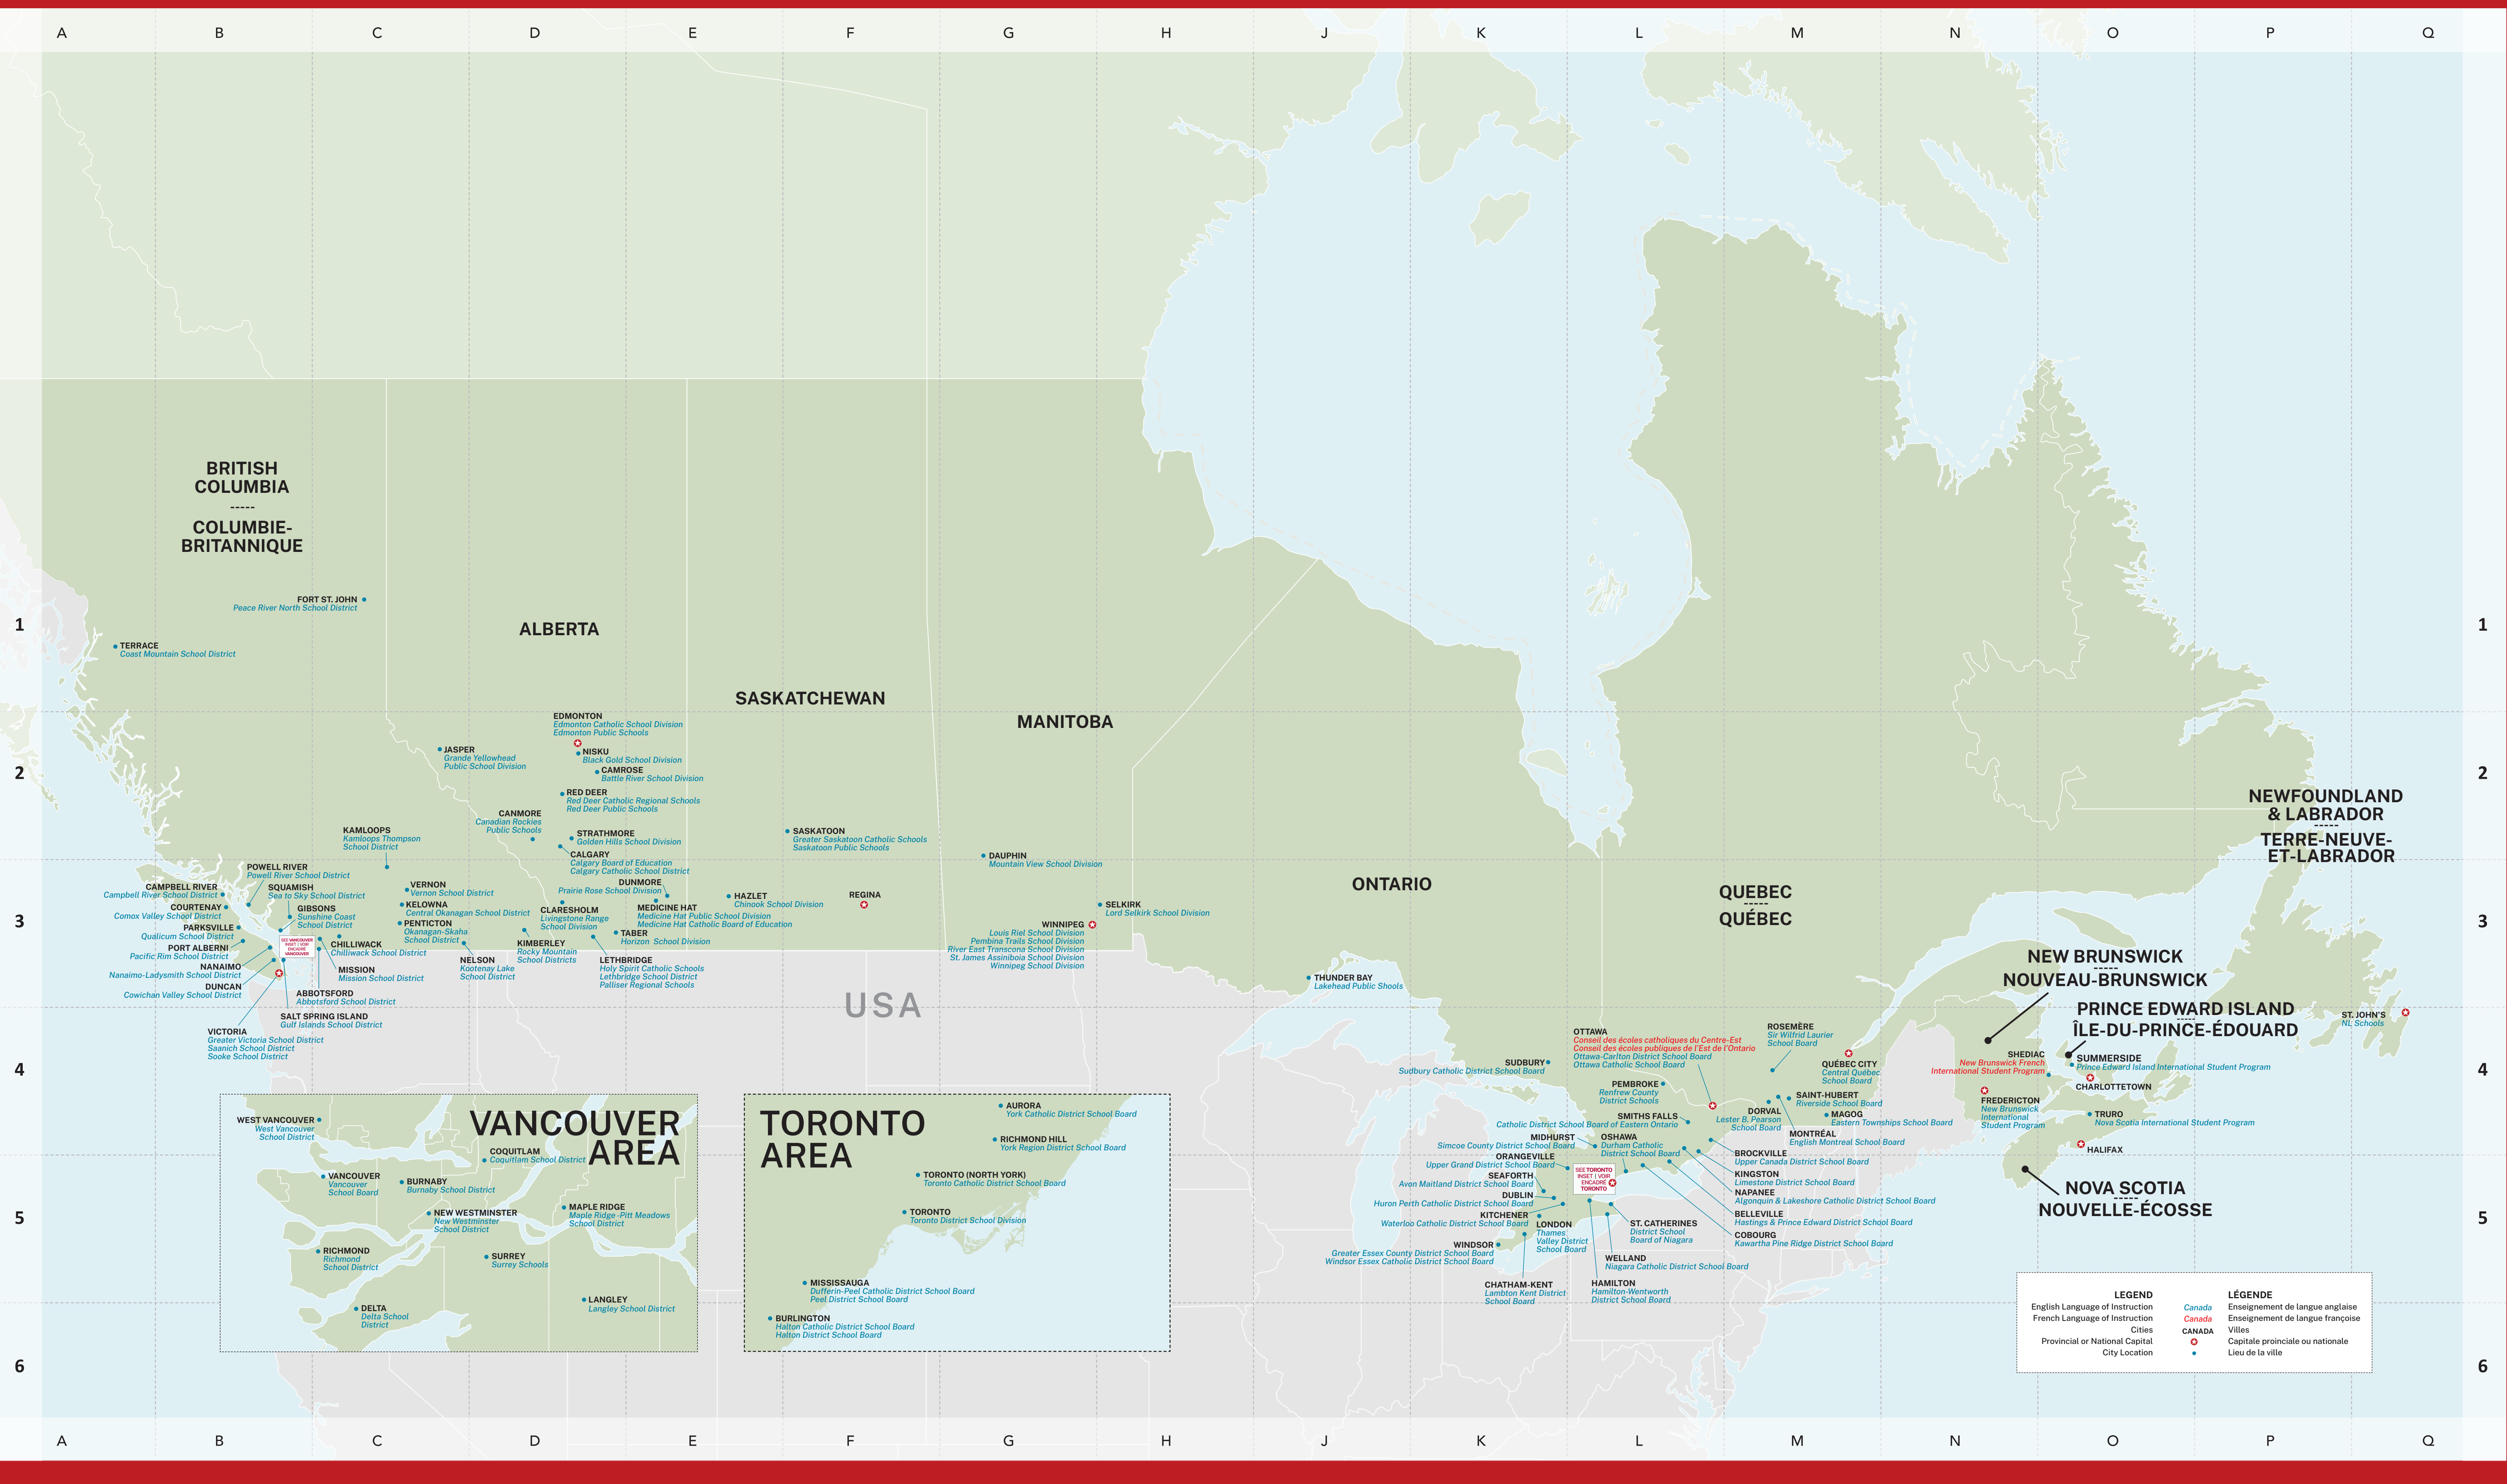 A B C D E F G H J K L M N O P Q
BRITISH
COLUMBIA
-----
COLUMBIE-
BRITANNIQUE
FORT ST. JOHN
Peace River North School District
1
1
TERRACE
Coast Mountain School District
ALBERTA
SASKATCHEWAN
MANITOBA
EDMONTON
Edmonton Catholic School Division
Edmonton Public Schools
JASPER
Grande Yellowhead
Public School Division
NISKU
Black Gold School Division
2
2
CAMROSE
Battle River School Division
RED DEER
Red Deer Catholic Regional Schools
Red Deer Public Schools
CANMORE
Canadian Rockies
Public Schools
STRATHMORE
Golden Hills School Division
CALGARY
Calgary Board of Education
Calgary Catholic School District
KAMLOOPS
Kamloops Thompson
School District
SASKATOON
Greater Saskatoon Catholic Schools
Saskatoon Public Schools
DAUPHIN
Mountain View School Division
NEWFOUNDLAND
& LABRADOR
-----
TERRE-NEUVE-
ET-LABRADOR
ONTARIO
QUEBEC
-----
QUÉBEC
POWELL RIVER
Powell River School District
CAMPBELL RIVER
Campbell River School District
SQUAMISH
Sea to Sky School District
COURTENAY
Comox Valley School District
GIBSONS
Sunshine Coast
School District
PARKSVILLE
Qualicum School District
PORT ALBERNI
Pacific Rim School District
NANAIMO
Nanaimo-Ladysmith School District
DUNCAN
Cowichan Valley School District
SEE VANCOUVER
INSET | VOIR
ENCADRÉ
VANCOUVER
VERNON
Vernon School District
KELOWNA
Central Okanagan School District
PENTICTON
Okanagan-Skaha
School District
CHILLIWACK
Chilliwack School District
MISSION
Mission School District
ABBOTSFORD
Abbotsford School District
SALT SPRING ISLAND
Gulf Islands School District
VICTORIA
Greater Victoria School District
Saanich School District
Sooke School District
NELSON
Kootenay Lake
School District
KIMBERLEY
Rocky Mountain
School Districts
CLARESHOLM
Livingstone Range
School Division
DUNMORE
Prairie Rose School Division
MEDICINE HAT
Medicine Hat Public School Division
Medicine Hat Catholic Board of Education
TABER
Horizon School Division
LETHBRIDGE
Holy Spirit Catholic Schools
Lethbridge School District
Palliser Regional Schools
HAZLET
Chinook School Division
REGINA
3
3
SELKIRK
Lord Selkirk School Division
WINNIPEG
Louis Riel School Division
Pembina Trails School Division
River East Transcona School Division
St. James Assiniboia School Division
Winnipeg School Division
USA
THUNDER BAY
Lakehead Public Shools
NEW BRUNSWICK
-----
NOUVEAU-BRUNSWICK
PRINCE EDWARD ISLAND
-----
ÎLE-DU-PRINCE-ÉDOUARD
ST. JOHN'S
NL Schools
4
4
SUDBURY
Sudbury Catholic District School Board
OTTAWA
Conseil des écoles catholiques du Centre-Est
Conseil des écoles publiques de l'Est de l'Ontario
Ottawa-Carlton District School Board
Ottawa Catholic School Board
ROSEMÈRE
Sir Wilfrid Laurier
School Board
QUÉBEC CITY
Central Québec
School Board
PEMBROKE
Renfrew County
District Schools
SAINT-HUBERT
Riverside School Board
DORVAL
Lester B. Pearson
School Board
MAGOG
Eastern Townships School Board
MONTRÉAL
English Montreal School Board
SMITHS FALLS
Catholic District School Board of Eastern Ontario
MIDHURST
Simcoe County District School Board
OSHAWA
Durham Catholic
District School Board
ORANGEVILLE
Upper Grand District School Board
SEE TORONTO
INSET | VOIR
ENCADRÉ
TORONTO
SEAFORTH
Avon Maitland District School Board
DUBLIN
Huron Perth Catholic District School Board
KITCHENER
Waterloo Catholic District School Board
LONDON
Thames
Valley District
School Board
WINDSOR
Greater Essex County District School Board
Windsor Essex Catholic District School Board
CHATHAM-KENT
Lambton Kent District
School Board
HAMILTON
Hamilton-Wentworth
District School Board
WELLAND
Niagara Catholic District School Board
ST. CATHERINES
District School
Board of Niagara
BROCKVILLE
Upper Canada District School Board
KINGSTON
Limestone District School Board
NAPANEE
Algonquin & Lakeshore Catholic District School Board
BELLEVILLE
Hastings & Prince Edward District School Board
COBOURG
Kawartha Pine Ridge District School Board
SHEDIAC
New Brunswick French
International Student Program
SUMMERSIDE
Prince Edward Island International Student Program
CHARLOTTETOWN
FREDERICTON
New Brunswick
International
Student Program
TRURO
Nova Scotia International Student Program
HALIFAX
NOVA SCOTIA
-----
NOUVELLE-ÉCOSSE
5
5
VANCOUVER
AREA
WEST VANCOUVER
West Vancouver
School District
COQUITLAM
Coquitlam School District
VANCOUVER
Vancouver
School Board
BURNABY
Burnaby School District
NEW WESTMINSTER
New Westminster
School District
MAPLE RIDGE
Maple Ridge -Pitt Meadows
School District
RICHMOND
Richmond
School District
SURREY
Surrey Schools
LANGLEY
Langley School District
DELTA
Delta School
District
TORONTO
AREA
AURORA
York Catholic District School Board
RICHMOND HILL
York Region District School Board
TORONTO (NORTH YORK)
Toronto Catholic District School Board
TORONTO
Toronto District School Division
MISSISSAUGA
Dufferin-Peel Catholic District School Board
Peel District School Board
BURLINGTON
Halton Catholic District School Board
Halton District School Board
LEGEND LÉGENDE
English Language of Instruction Canada Enseignement de langue anglaise
French Language of Instruction Canada Enseignement de langue françoise
Cities CANADA Villes
Provincial or National Capital Capitale proinciale ou nationale
City Location Lieu de la ville
6
6
A B C D E F G H J K L M N O P Q